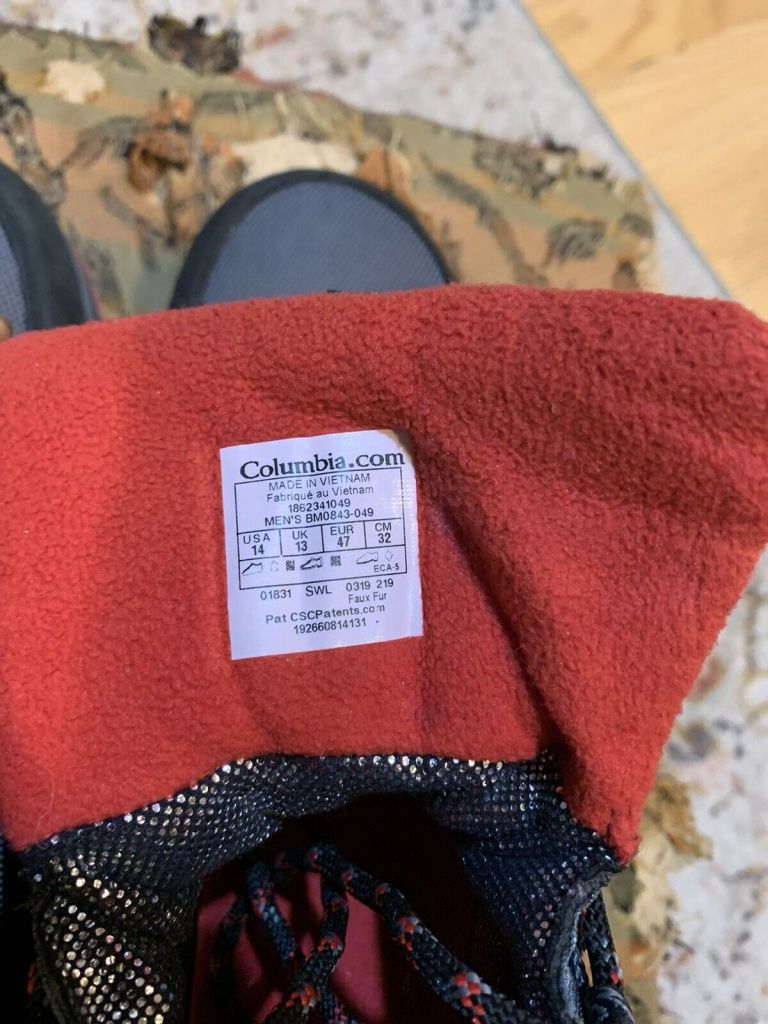 Columbia.com
MADE IN VIETNAM
Fabriqué au Vietnam
1862341049
MEN'S BM0843-049
USA UK EUR CM
14 13 47 32
ECA-5
01831 SWL 0319 219
Faux Fur
Pat CSCPatents.com
192660814131